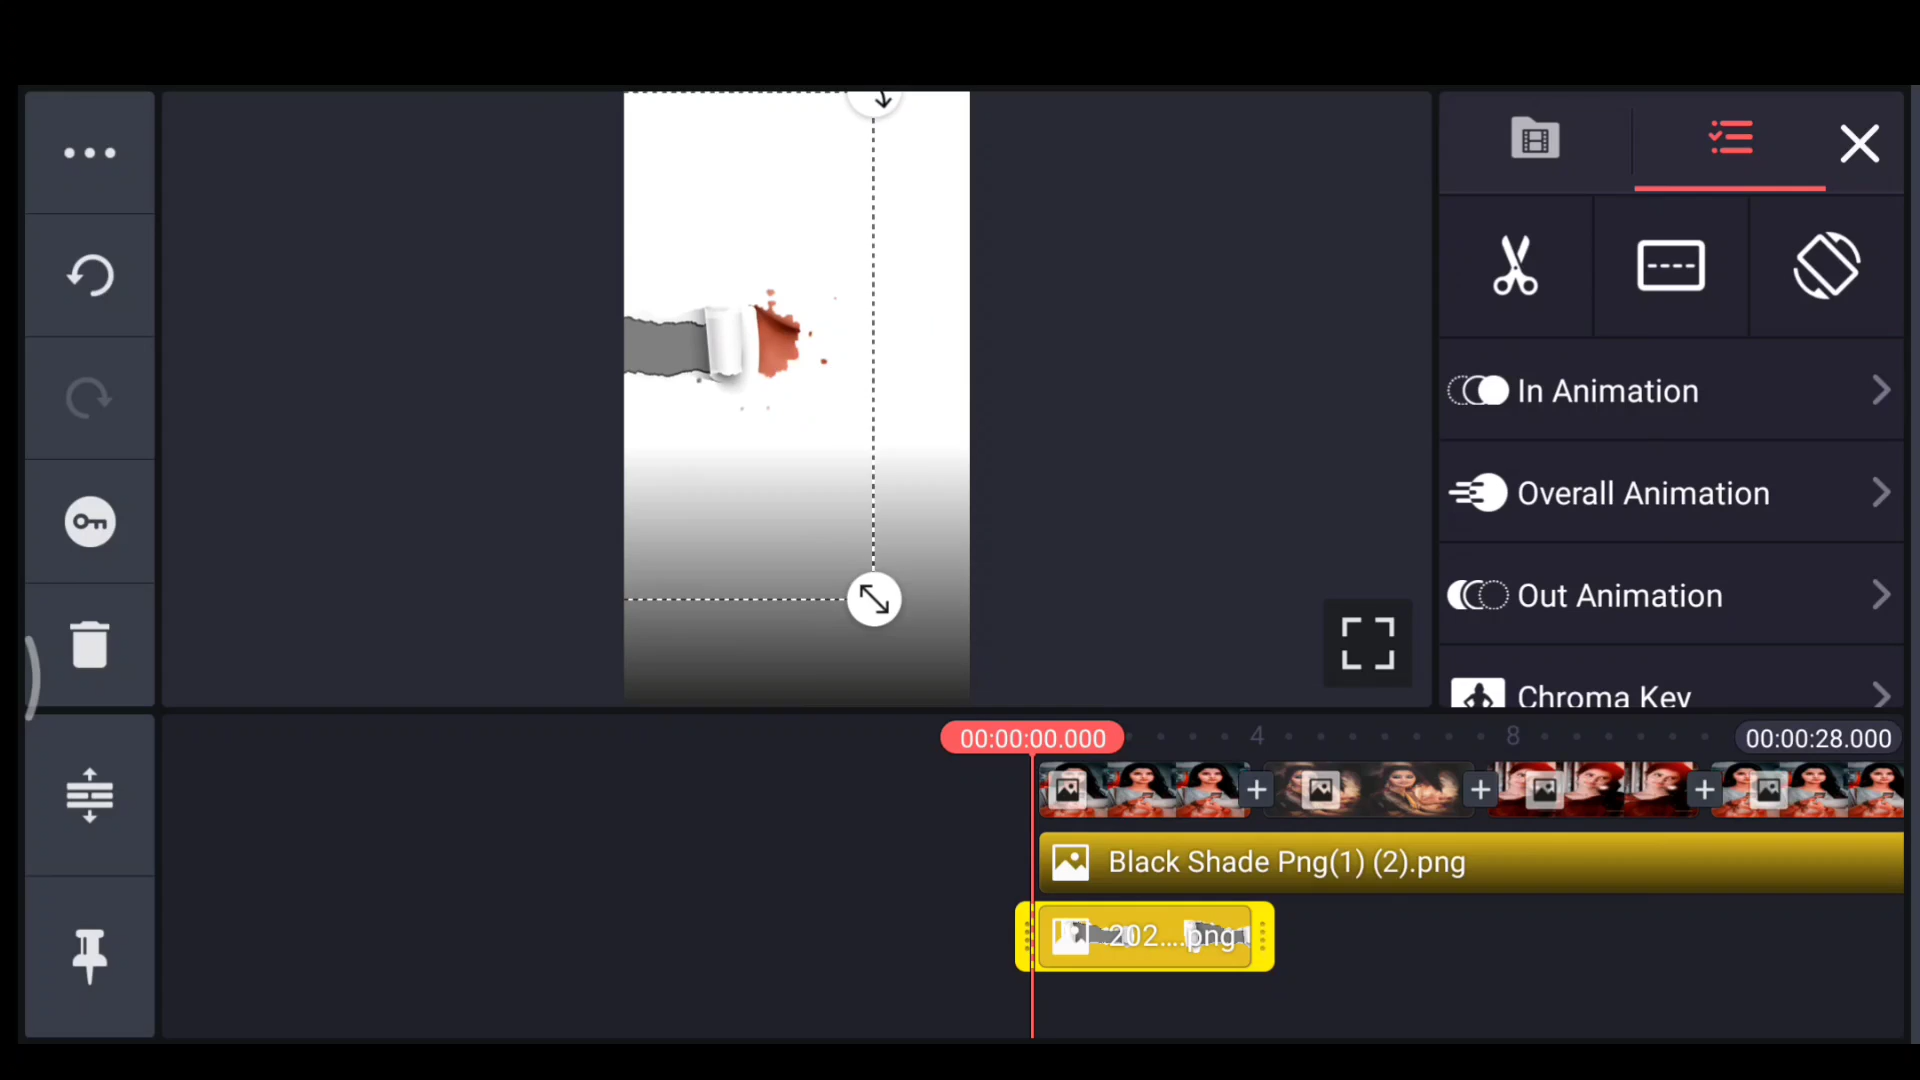 In Animation
Overall Animation
Out Animation
Chroma Key
00:00:00.000
4
8
00:00:28.000
Black Shade Png(1) (2).png
202....png